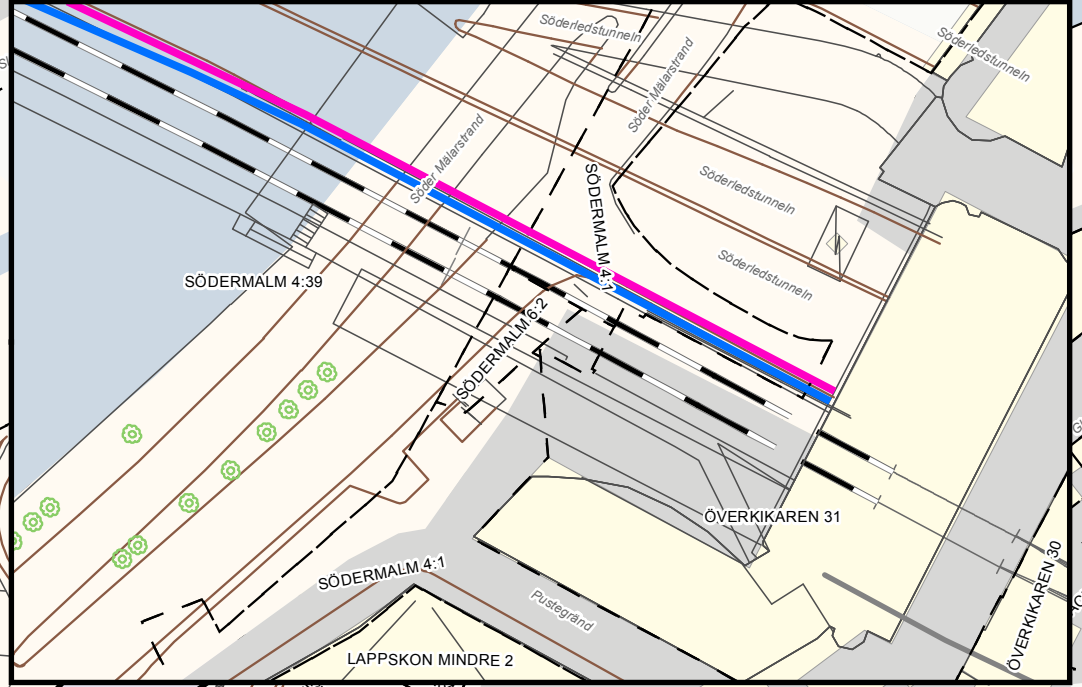 Söderledstunneln
Söderledstunneln
Söder Mälarstrand
Söder Mälarstrand
SÖDERMALM 4:1
Söderledstunneln
Söderledstunneln
SÖDERMALM 4:39
SÖDERMALM 6:2
ÖVERKIKAREN 31
ÖVERKIKAREN 30
SÖDERMALM 4:1
Pustegränd
LAPPSKON MINDRE 2